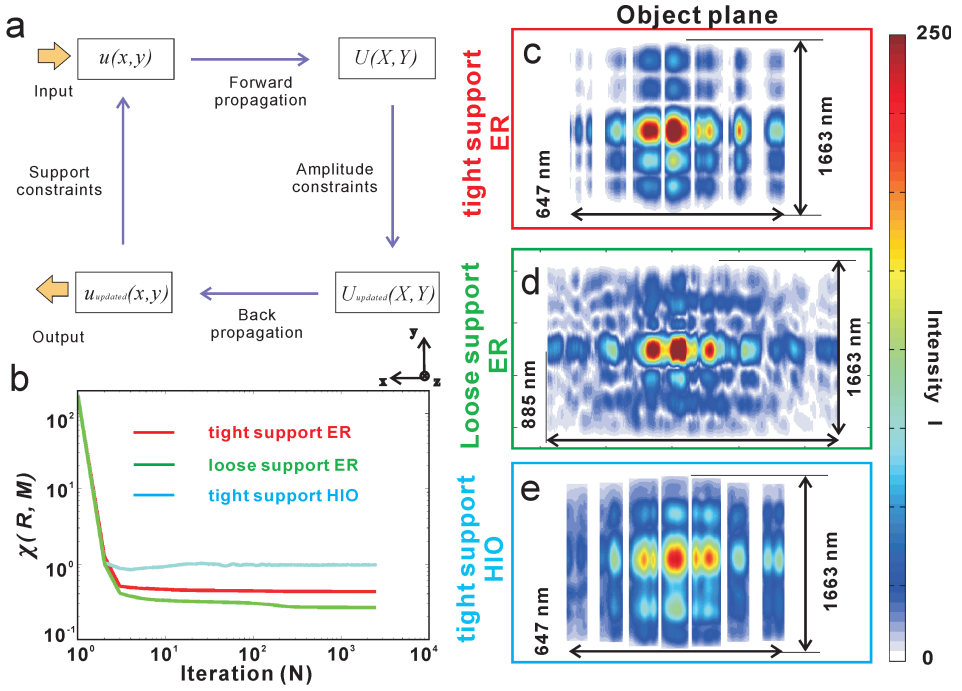 a
Input
u(x,y)
Forward
propagation
U(X,Y)
Support
constraints
Amplitude
constraints
u updated (x,y)
Output
Back
propagation
U updated (X,Y)
y
x
z
b
χ(R, M)
10²
10¹
10⁰
10⁻¹
tight support ER
loose support ER
tight support HIO
10⁰
10¹
10²
10³
10⁴
Iteration (N)
Object plane
tight support
ER
c
647 nm
1663 nm
Loose support
ER
d
885 nm
1663 nm
tight support
HIO
e
647 nm
1663 nm
250
Intensity I
0